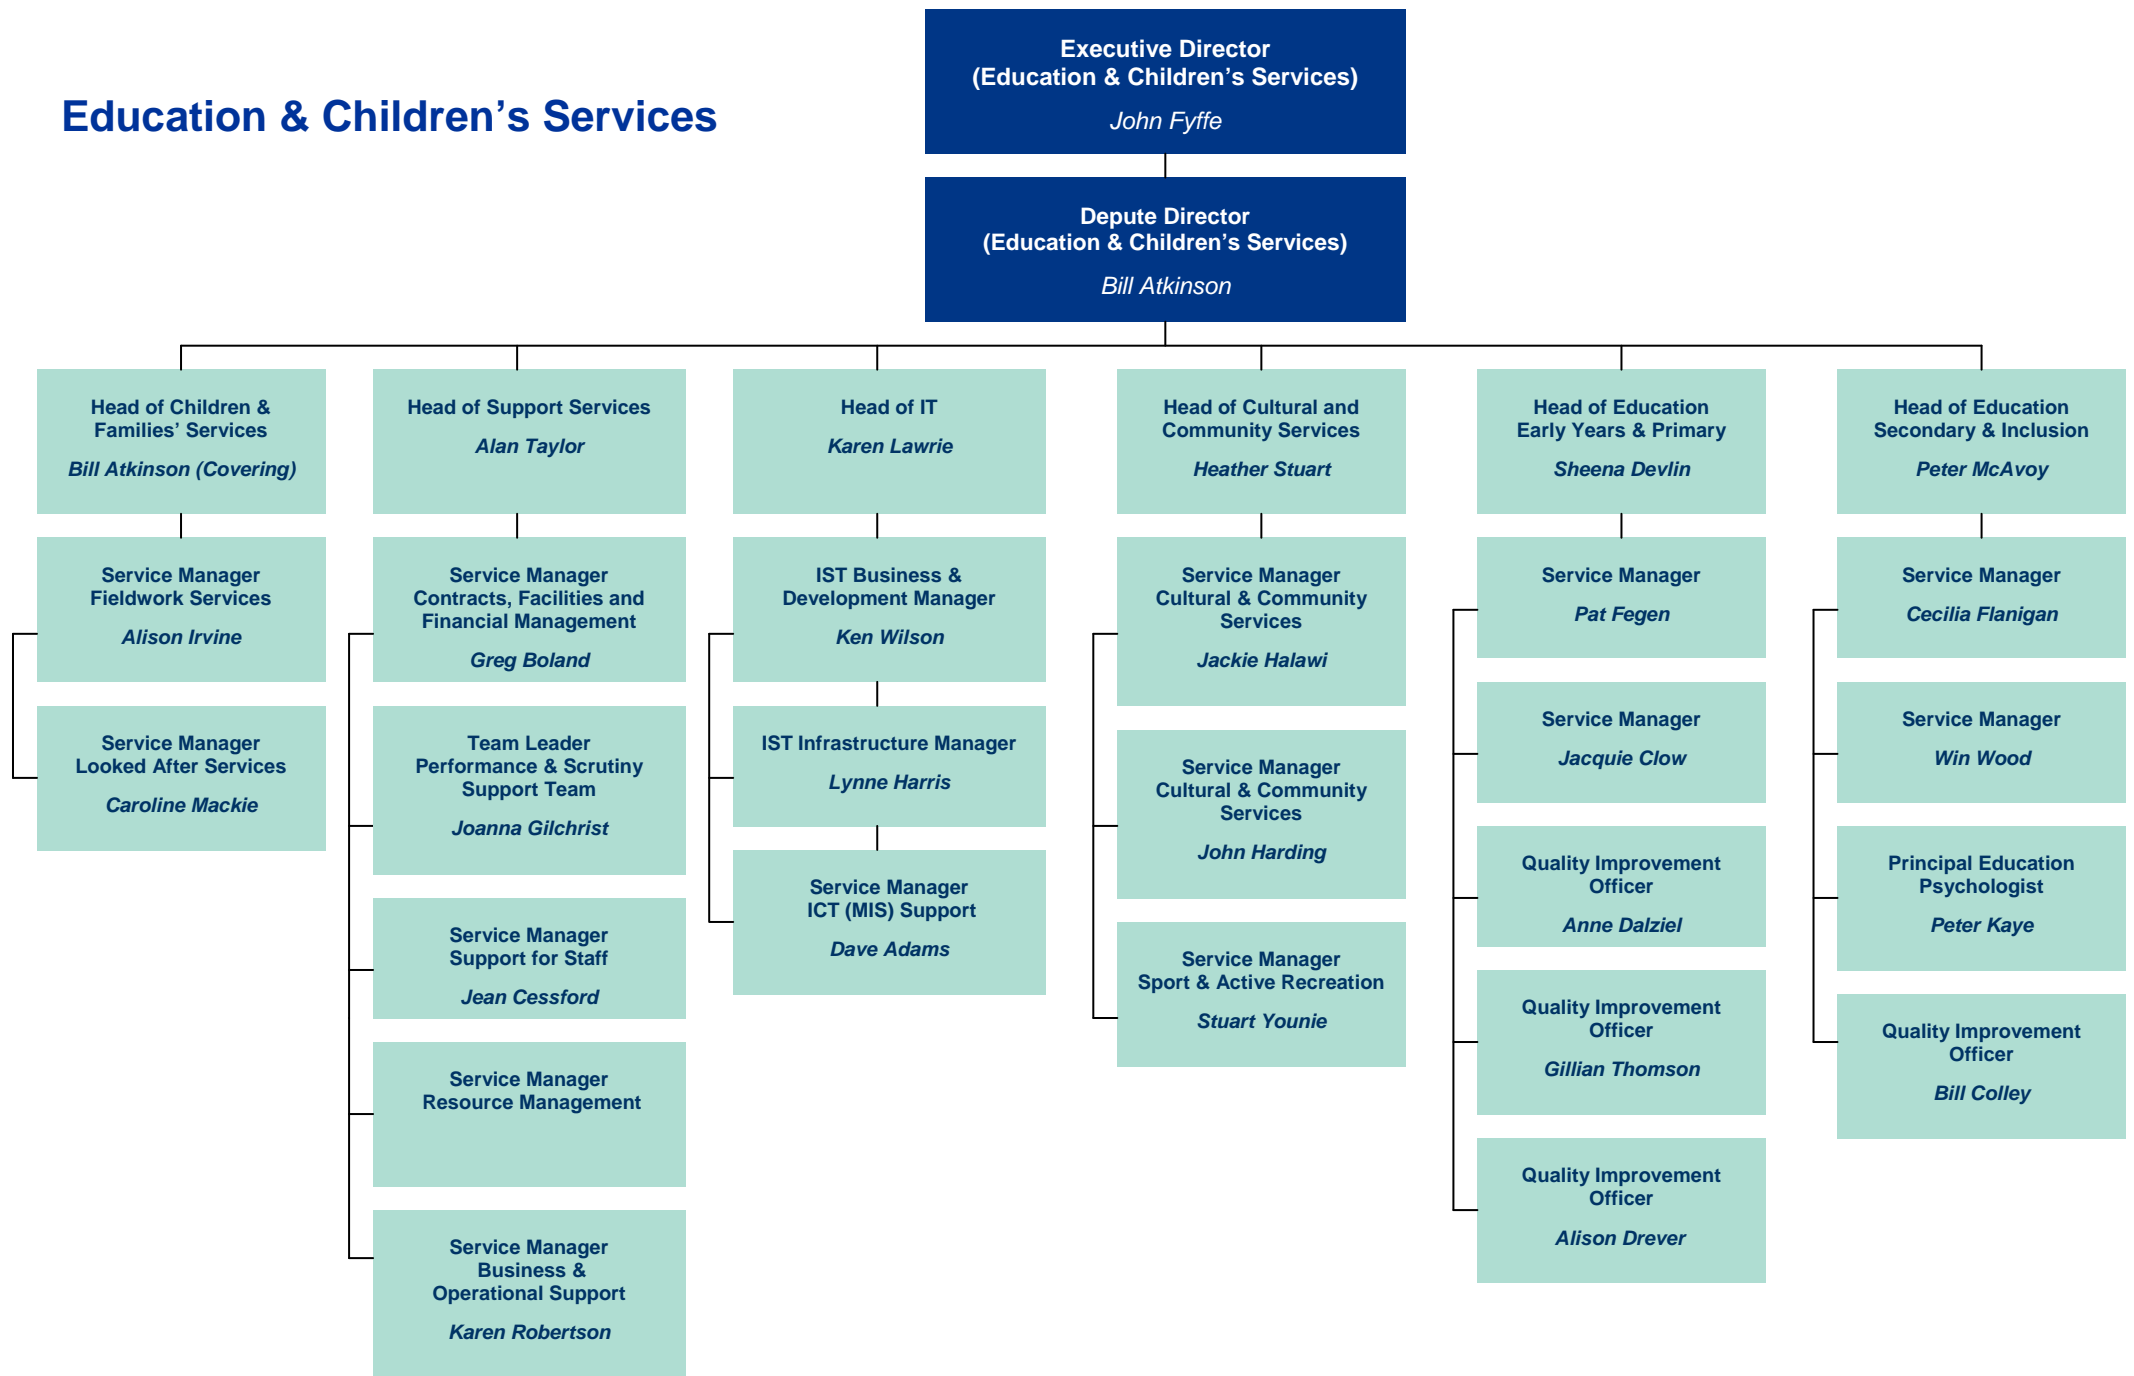 Education & Children's Services
Executive Director
(Education & Children's Services)
John Fyffe
Depute Director
(Education & Children's Services)
Bill Atkinson
Head of Children &
Families' Services
Bill Atkinson (Covering)
Service Manager
Fieldwork Services
Alison Irvine
Service Manager
Looked After Services
Caroline Mackie
Head of Support Services
Alan Taylor
Service Manager
Contracts, Facilities and
Financial Management
Greg Boland
Team Leader
Performance & Scrutiny
Support Team
Joanna Gilchrist
Service Manager
Support for Staff
Jean Cessford
Service Manager
Resource Management
Service Manager
Business &
Operational Support
Karen Robertson
Head of IT
Karen Lawrie
IST Business &
Development Manager
Ken Wilson
IST Infrastructure Manager
Lynne Harris
Service Manager
ICT (MIS) Support
Dave Adams
Head of Cultural and
Community Services
Heather Stuart
Service Manager
Cultural & Community
Services
Jackie Halawi
Service Manager
Cultural & Community
Services
John Harding
Service Manager
Sport & Active Recreation
Stuart Younie
Head of Education
Early Years & Primary
Sheena Devlin
Service Manager
Pat Fegen
Service Manager
Jacquie Clow
Quality Improvement
Officer
Anne Dalziel
Quality Improvement
Officer
Gillian Thomson
Quality Improvement
Officer
Alison Drever
Head of Education
Secondary & Inclusion
Peter McAvoy
Service Manager
Cecilia Flanigan
Service Manager
Win Wood
Principal Education
Psychologist
Peter Kaye
Quality Improvement
Officer
Bill Colley